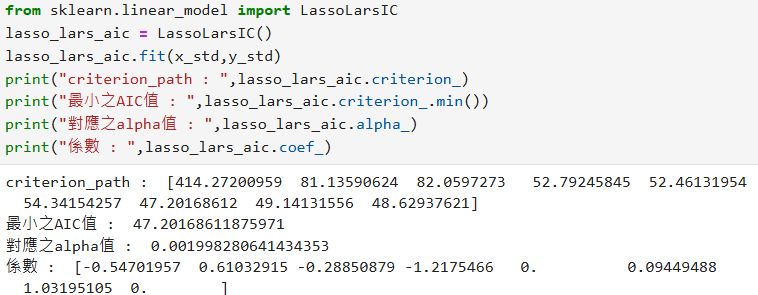 from sklearn.linear_model import LassoLarsIC
lasso_lars_aic = LassoLarsIC()
lasso_lars_aic.fit(x_std,y_std)
print("criterion_path : ",lasso_lars_aic.criterion_)
print("最小之AIC值 : ",lasso_lars_aic.criterion_.min())
print("對應之alpha值 : ",lasso_lars_aic.alpha_)
print("係數 : ",lasso_lars_aic.coef_)
criterion_path :  [414.27200959  81.13590624  82.0597273   52.79245845  52.46131954
  54.34154257  47.20168612  49.14131556  48.62937621]
最小之AIC值 :  47.20168611875971
對應之alpha值 :  0.001998280641434353
係數 :  [-0.54701957  0.61032915 -0.28850879 -1.2175466   0.          0.09449488
  1.03195105  0.        ]